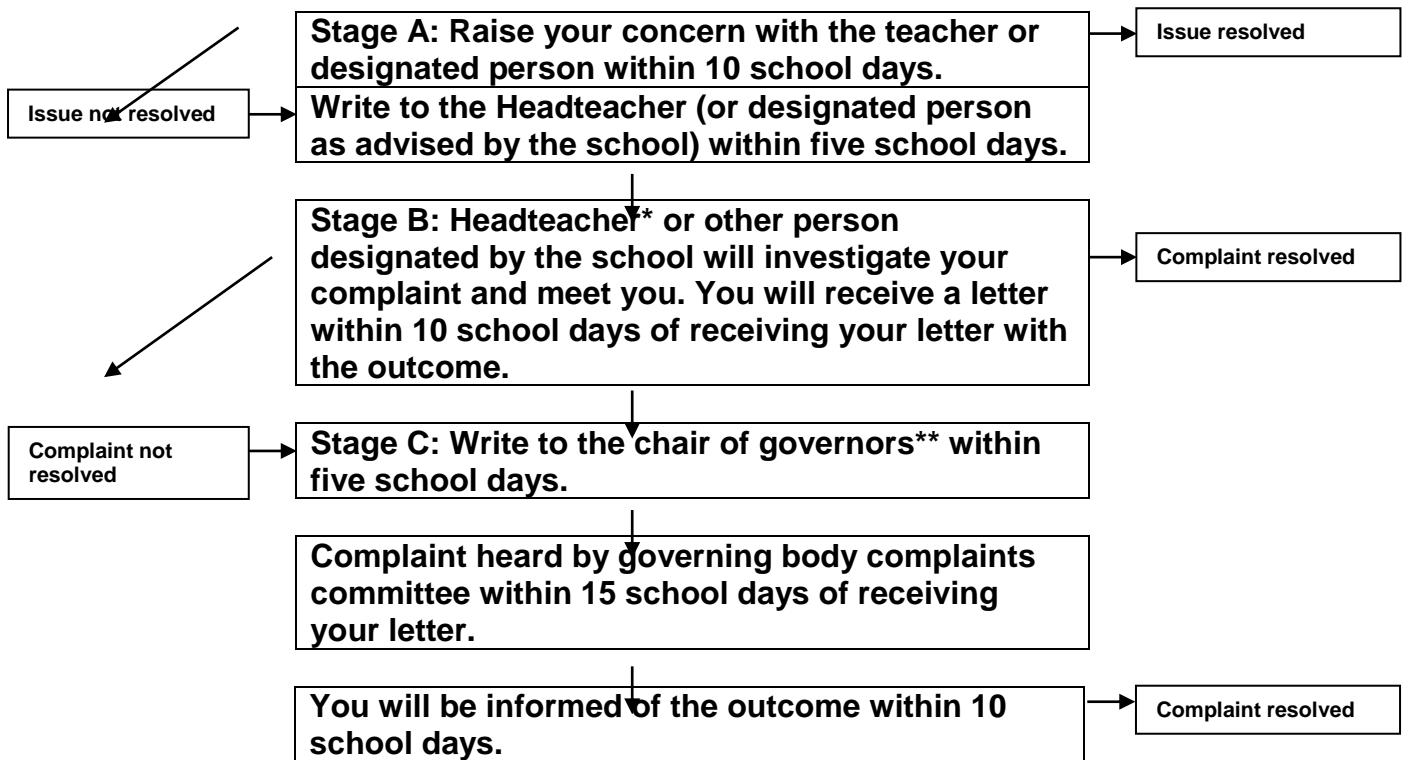 Stage A: Raise your concern with the teacher or
designated person within 10 school days.
Issue resolved
Issue not resolved
Write to the Headteacher (or designated person
as advised by the school) within five school days.
Stage B: Headteacher* or other person
designated by the school will investigate your
complaint and meet you. You will receive a letter
within 10 school days of receiving your letter with
the outcome.
Complaint resolved
Complaint not
resolved
Stage C: Write to the chair of governors** within
five school days.
Complaint heard by governing body complaints
committee within 15 school days of receiving
your letter.
You will be informed of the outcome within 10
school days.
Complaint resolved